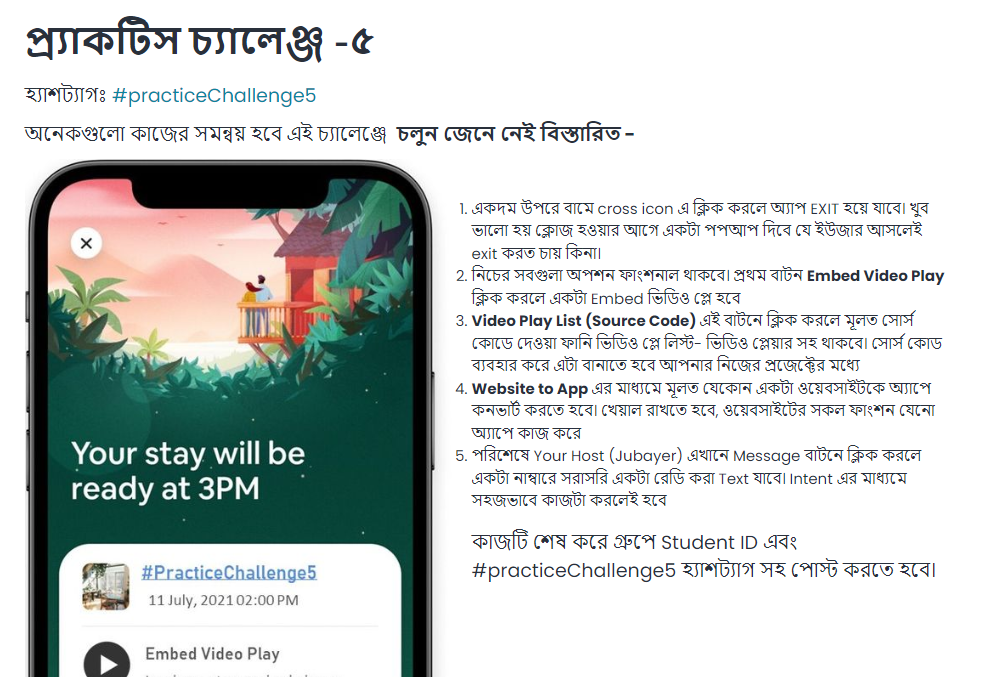 প্র্যাকটিস চ্যালেঞ্জ -৫
হ্যাশট্যাগঃ #practiceChallenge5
অনেকগুলো কাজের সমন্বয় হবে এই চ্যালেঞ্জে চলুন জেনে নেই বিস্তারিত –
1. একদম উপরে বামে cross icon এ ক্লিক করলে অ্যাপ EXIT হয়ে যাবে। খুব
ভালো হয় ক্লোজ হওয়ার আগে একটা পপআপ দিবে যে ইউজার আসলেই
exit করত চায় কিনা।
2. নিচের সবগুলা অপশন ফাংশনাল থাকবে। প্রথম বাটন Embed Video Play
ক্লিক করলে একটা Embed ভিডিও প্লে হবে
3. Video Play List (Source Code) এই বাটনে ক্লিক করলে মূলত সোর্স
কোডে দেওয়া ফানি ভিডিও প্লে লিস্ট- ভিডিও প্লেয়ার সহ থাকবে। সোর্স কোড
ব্যবহার করে এটা বানাতে হবে আপনার নিজের প্রজেক্টের মধ্যে
4. Website to App এর মাধ্যমে মূলত যেকোন একটা ওয়েবসাইটকে অ্যাপে
কনভার্ট করতে হবে। খেয়াল রাখতে হবে, ওয়েবসাইটের সকল ফাংশন যেনো
অ্যাপে কাজ করে
5. পরিশেষে Your Host (Jubayer) এখানে Message বাটনে ক্লিক করলে
একটা নাম্বারে সরাসরি একটা রেডি করা Text যাবে। Intent এর মাধ্যমে
সহজভাবে কাজটা করলেই হবে
কাজটি শেষ করে গ্রুপে Student ID এবং
#practiceChallenge5 হ্যাশট্যাগ সহ পোস্ট করতে হবে।
Your stay will be
ready at 3PM
#PracticeChallenge5
11 July, 2021 02:00 PM
Embed Video Play